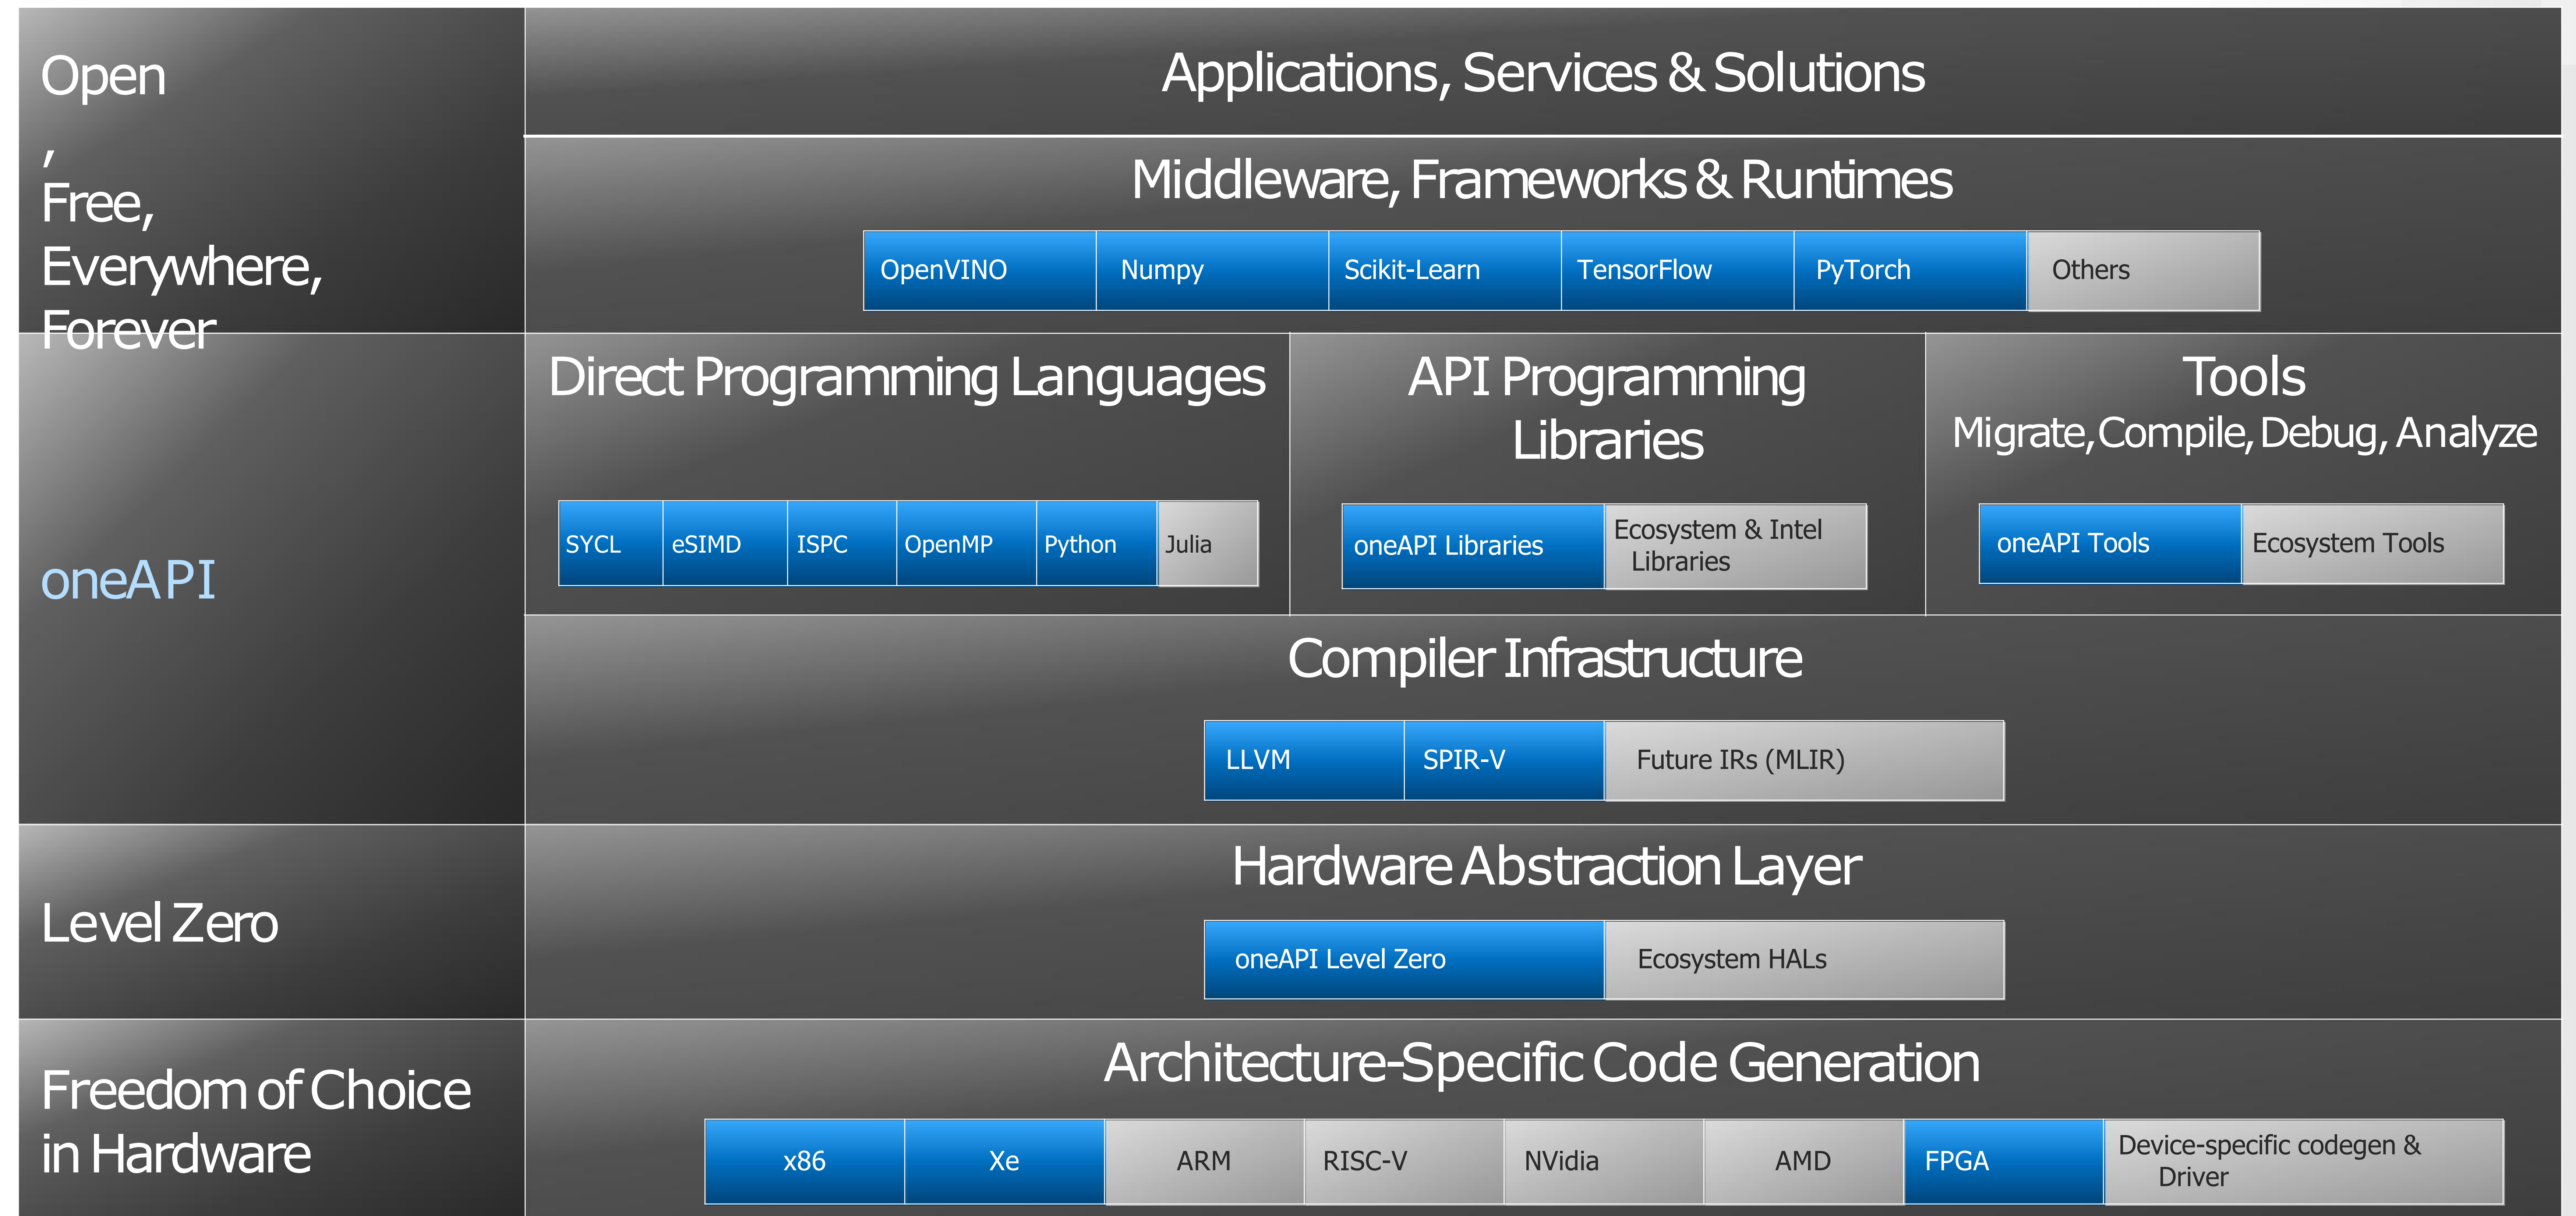 Open
,
Free,
Everywhere,
Forever
Applications, Services & Solutions
Middleware, Frameworks & Runtimes
OpenVINO
Numpy
Scikit-Learn
TensorFlow
PyTorch
Others
oneAPI
Direct Programming Languages
SYCL
eSIMD
ISPC
OpenMP
Python
Julia
API Programming
Libraries
oneAPI Libraries
Ecosystem & Intel
Libraries
Tools
Migrate, Compile, Debug, Analyze
oneAPI Tools
Ecosystem Tools
Compiler Infrastructure
LLVM
SPIR-V
Future IRs (MLIR)
Level Zero
Hardware Abstraction Layer
oneAPI Level Zero
Ecosystem HALs
Freedom of Choice
in Hardware
Architecture-Specific Code Generation
x86
Xe
ARM
RISC-V
NVidia
AMD
FPGA
Device-specific codegen &
Driver